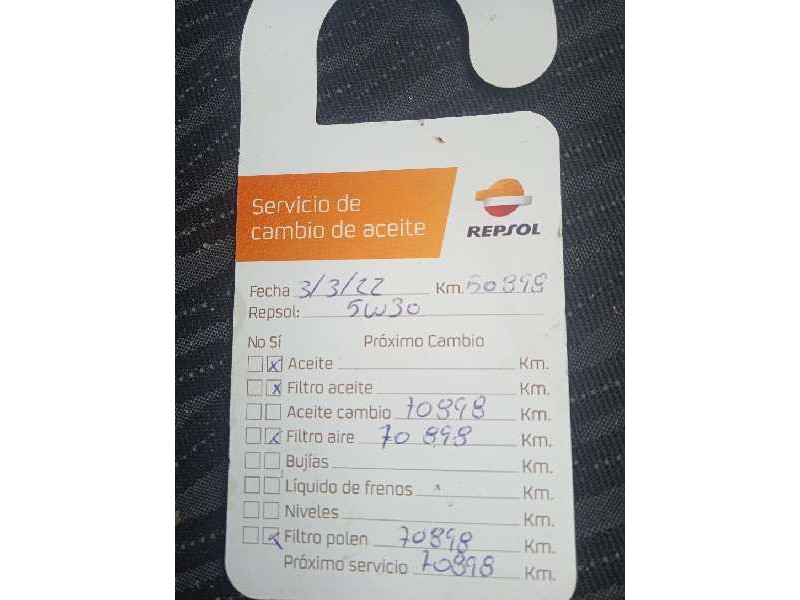 Servicio de
cambio de aceite
REPSOL
Fecha 3/3/22 Km. 50898
Repsol: 5W30
No Sí Próximo Cambio
x Aceite Km.
x Filtro aceite Km.
Aceite cambio 70898 Km.
x Filtro aire 70898 Km.
Bujías Km.
Líquido de frenos Km.
Niveles Km.
x Filtro polen 70898 Km.
Próximo servicio 70898 Km.